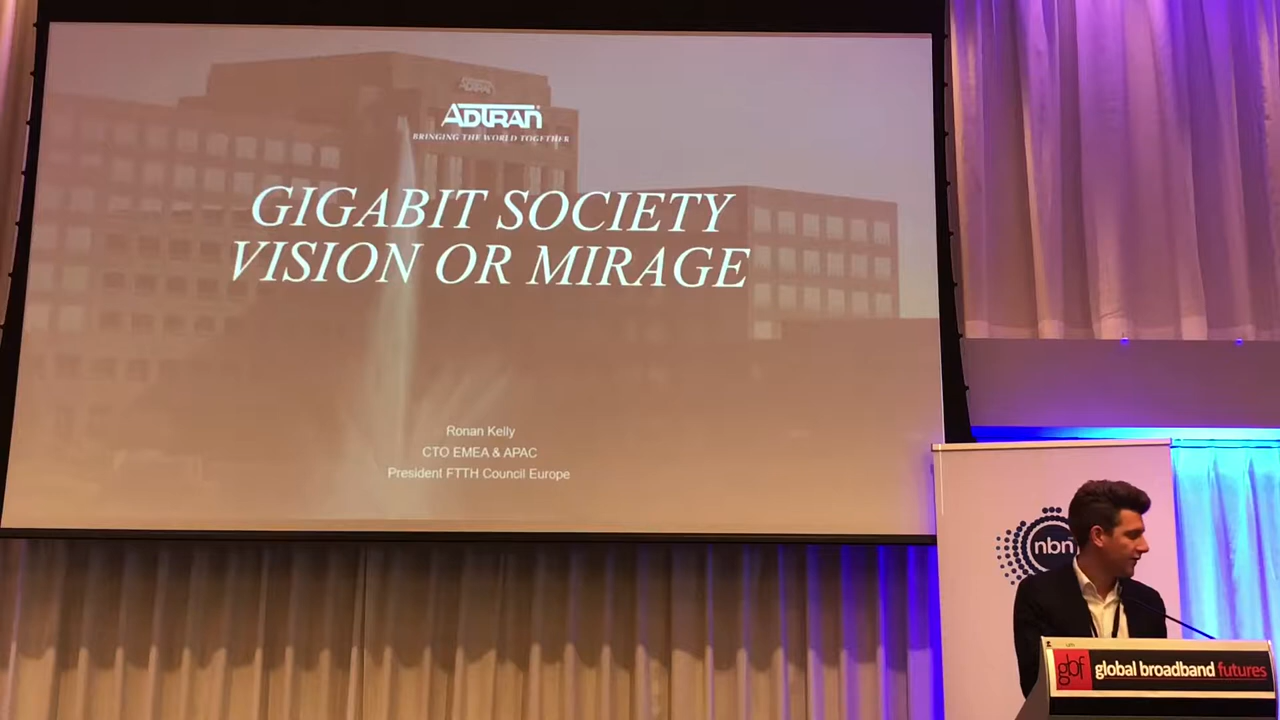 ADTRAN
BRINGING THE WORLD TOGETHER
GIGABIT SOCIETY
VISION OR MIRAGE
Ronan Kelly
CTO EMEA & APAC
President FTTH Council Europe
nbn
gbf global broadband futures